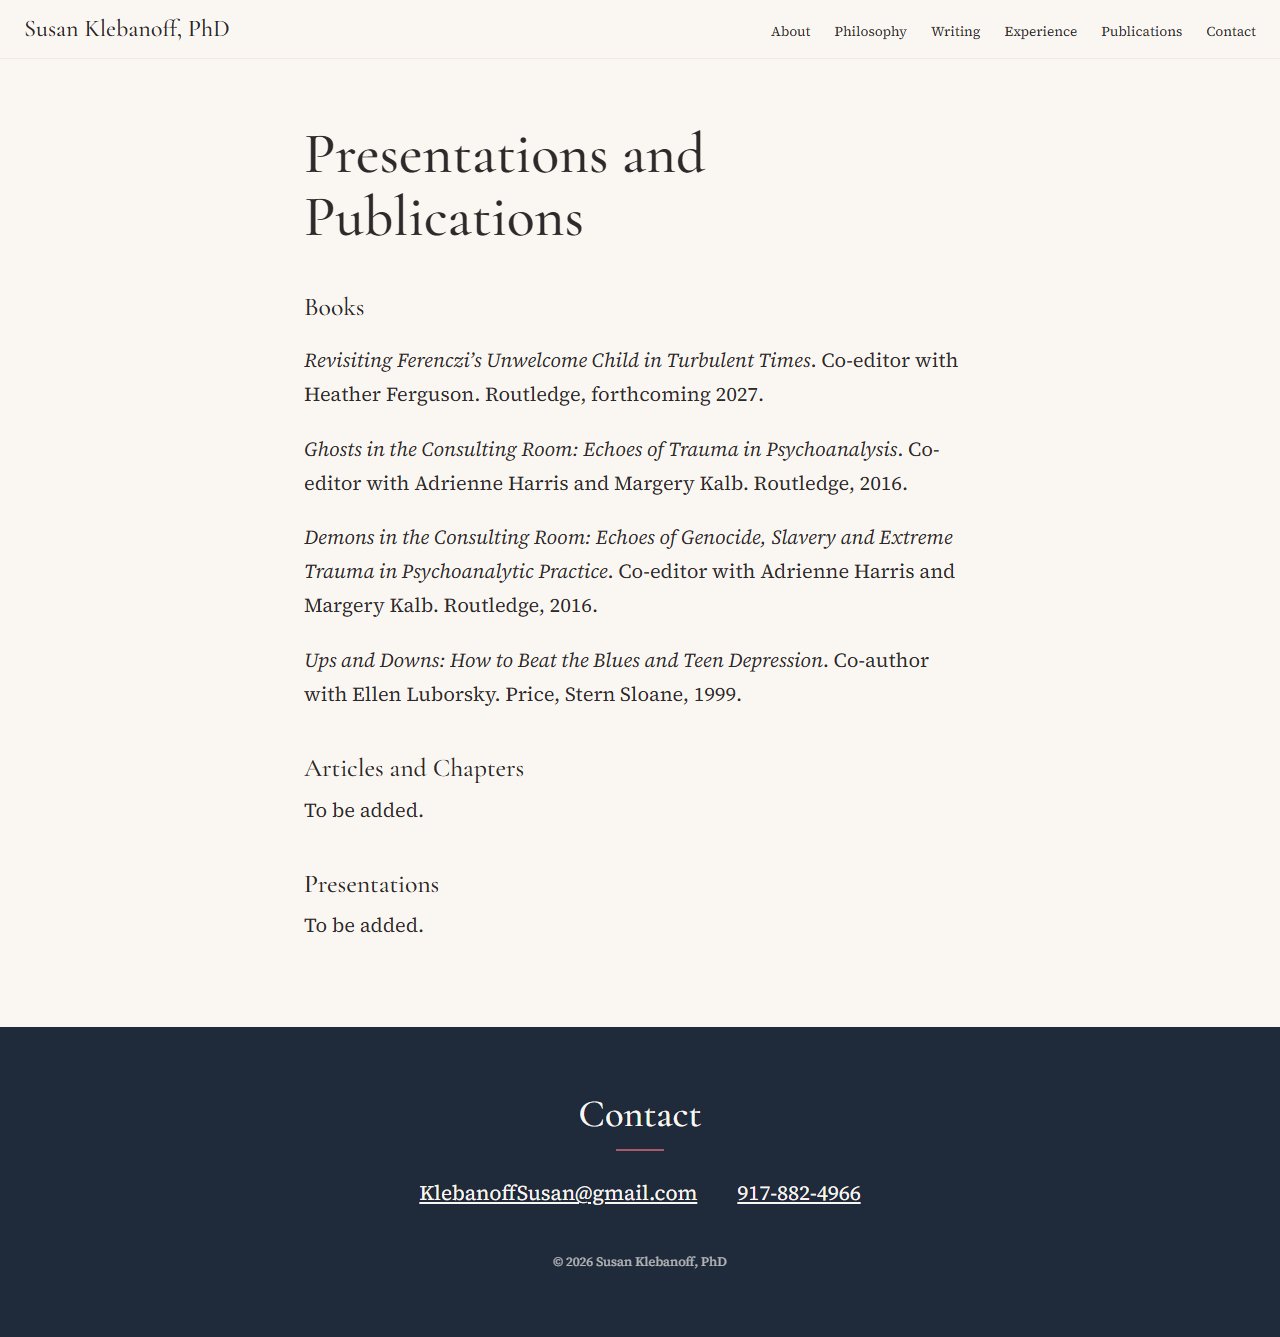 Susan Klebanoff, PhD
About Philosophy Writing Experience Publications Contact
Presentations and
Publications
Books
Revisiting Ferenczi’s Unwelcome Child in Turbulent Times. Co-editor with
Heather Ferguson. Routledge, forthcoming 2027.
Ghosts in the Consulting Room: Echoes of Trauma in Psychoanalysis. Co-
editor with Adrienne Harris and Margery Kalb. Routledge, 2016.
Demons in the Consulting Room: Echoes of Genocide, Slavery and Extreme
Trauma in Psychoanalytic Practice. Co-editor with Adrienne Harris and
Margery Kalb. Routledge, 2016.
Ups and Downs: How to Beat the Blues and Teen Depression. Co-author
with Ellen Luborsky. Price, Stern Sloane, 1999.
Articles and Chapters
To be added.
Presentations
To be added.
Contact
KlebanoffSusan@gmail.com 917-882-4966
© 2026 Susan Klebanoff, PhD